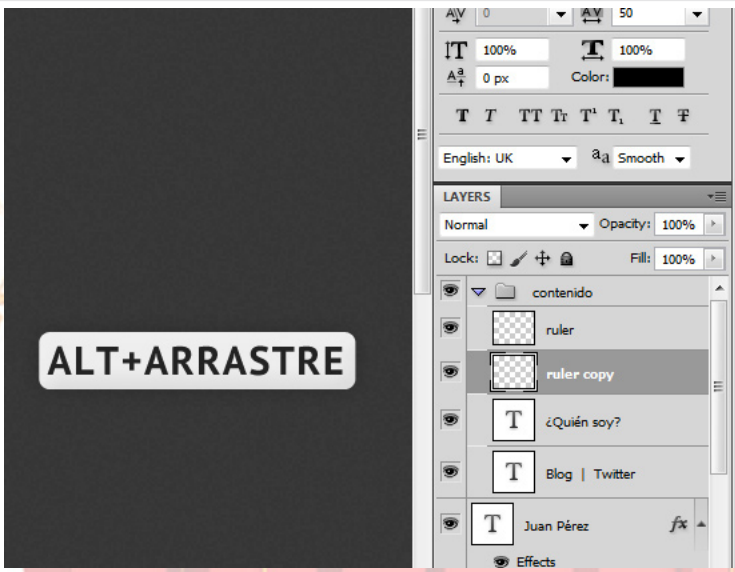 0
50
100%
100%
0 px
Color:
T T TT Tr T¹ T, T T
English: UK
aa
Smooth
LAYERS
Normal
Opacity: 100%
Lock:
Fill: 100%
contenido
ruler
ALT+ARRASTRE
ruler copy
T ¿Quién soy?
T Blog | Twitter
T Juan Pérez fx
Effects